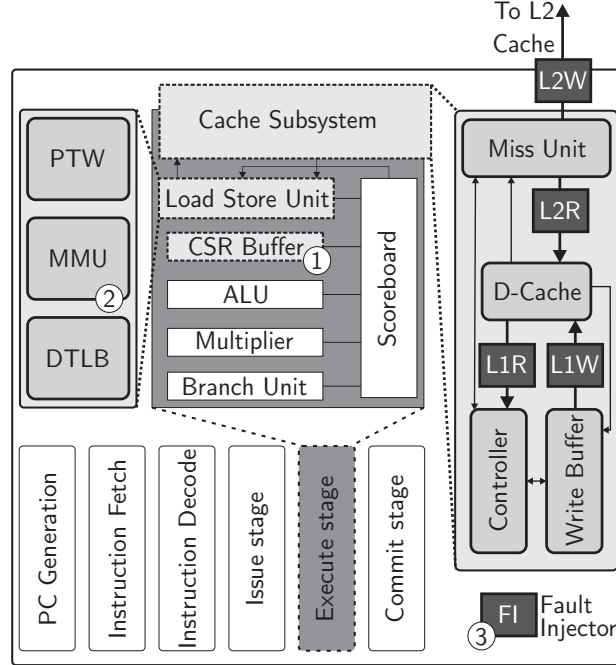 To L2
Cache
L2W
Cache Subsystem
PTW
Miss Unit
Load Store Unit
L2R
CSR Buffer
1
MMU
2
Scoreboard
D-Cache
ALU
Multiplier
DTLB
L1R
L1W
Branch Unit
Controller
Write Buffer
PC Generation
Instruction Fetch
Instruction Decode
Issue stage
Execute stage
Commit stage
FI
3
Fault
Injector